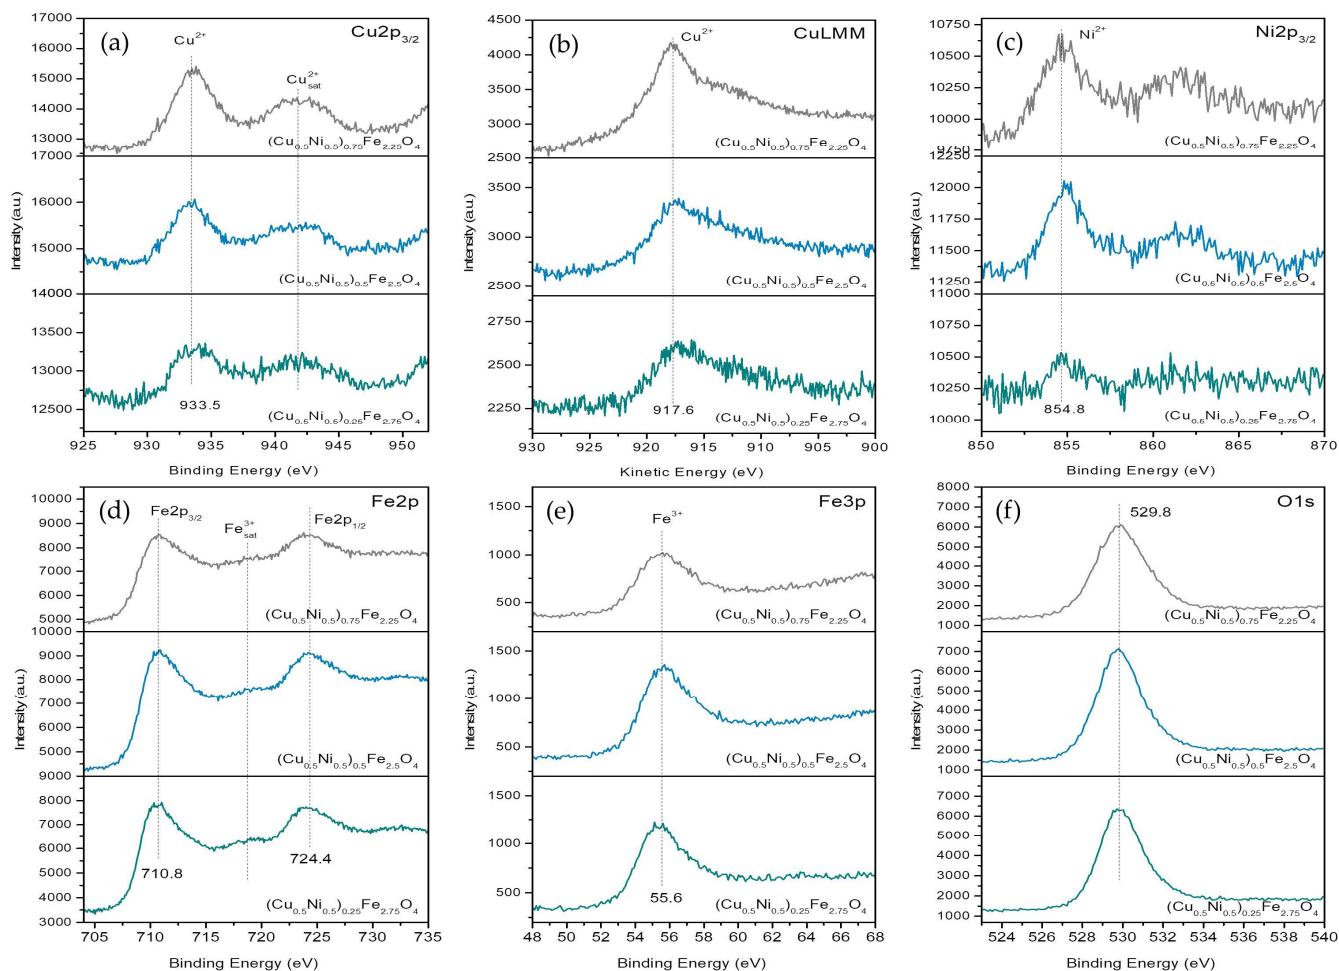 (a)
Cu2p3/2
Cu2+
Cu2+sat
17000
16000
15000
14000
13000
(Cu0.5Ni0.5)0.75Fe2.25O4
17000
16000
15000
14000
(Cu0.5Ni0.5)0.5Fe2.5O4
13500
13000
12500
933.5
(Cu0.5Ni0.5)0.25Fe2.75O4
Intensity (a.u.)
925 930 935 940 945 950
Binding Energy (eV)
(b)
CuLMM
Cu2+
4500
4000
3500
3000
2500
(Cu0.5Ni0.5)0.75Fe2.25O4
3500
3000
2500
(Cu0.5Ni0.5)0.5Fe2.5O4
2750
2500
2250
917.6
(Cu0.5Ni0.5)0.25Fe2.75O4
Intensity (a.u.)
930 925 920 915 910 905 900
Kinetic Energy (eV)
(c)
Ni2p3/2
Ni2+
10750
10500
10250
10000
9750
(Cu0.5Ni0.5)0.75Fe2.25O4
12250
12000
11750
11500
11250
(Cu0.5Ni0.5)0.5Fe2.5O4
11000
10750
10500
10250
10000
854.8
(Cu0.5Ni0.5)0.25Fe2.75O4
Intensity (a.u.)
850 855 860 865 870
Binding Energy (eV)
(d)
Fe2p
Fe2p3/2
Fe3+sat
Fe2p1/2
10000
9000
8000
7000
6000
5000
(Cu0.5Ni0.5)0.75Fe2.25O4
10000
9000
8000
7000
6000
5000
(Cu0.5Ni0.5)0.5Fe2.5O4
9000
8000
7000
6000
5000
4000
3000
710.8
724.4
(Cu0.5Ni0.5)0.25Fe2.75O4
Intensity (a.u.)
705 710 715 720 725 730 735
Binding Energy (eV)
(e)
Fe3p
Fe3+
1500
1000
500
(Cu0.5Ni0.5)0.75Fe2.25O4
1500
1000
500
(Cu0.5Ni0.5)0.5Fe2.5O4
1500
1000
500
55.6
(Cu0.5Ni0.5)0.25Fe2.75O4
Intensity (a.u.)
48 50 52 54 56 58 60 62 64 66 68
Binding Energy (eV)
(f)
O1s
529.8
8000
7000
6000
5000
4000
3000
2000
1000
(Cu0.5Ni0.5)0.75Fe2.25O4
7000
6000
5000
4000
3000
2000
1000
(Cu0.5Ni0.5)0.5Fe2.5O4
7000
6000
5000
4000
3000
2000
1000
(Cu0.5Ni0.5)0.25Fe2.75O4
Intensity (a.u.)
524 526 528 530 532 534 536 538 540
Binding Energy (eV)